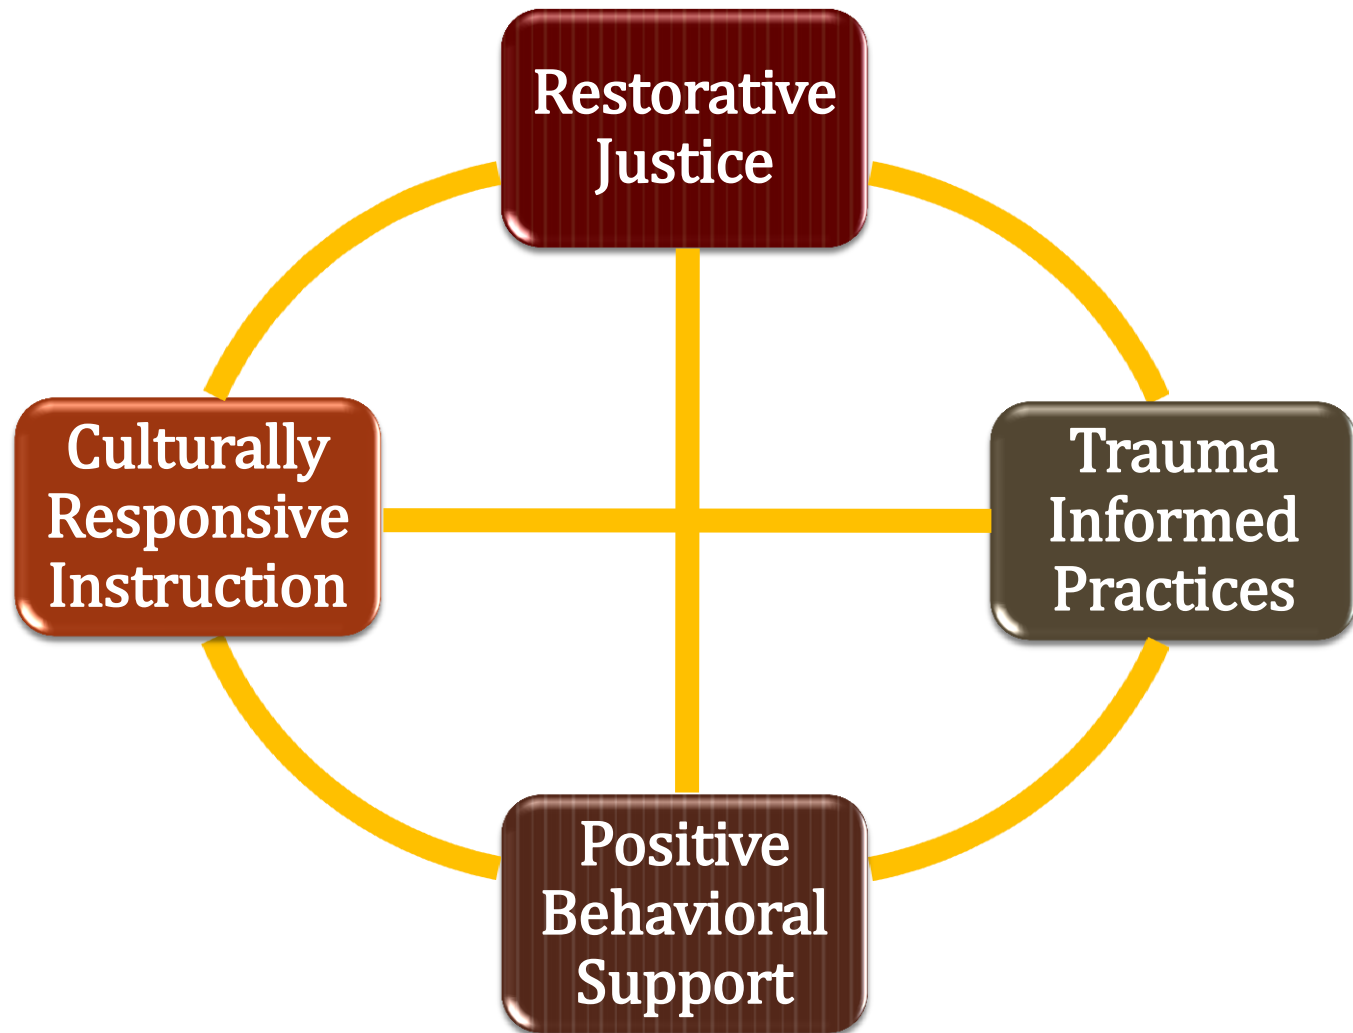 Restorative
Justice
Culturally
Responsive
Instruction
Trauma
Informed
Practices
Positive
Behavioral
Support